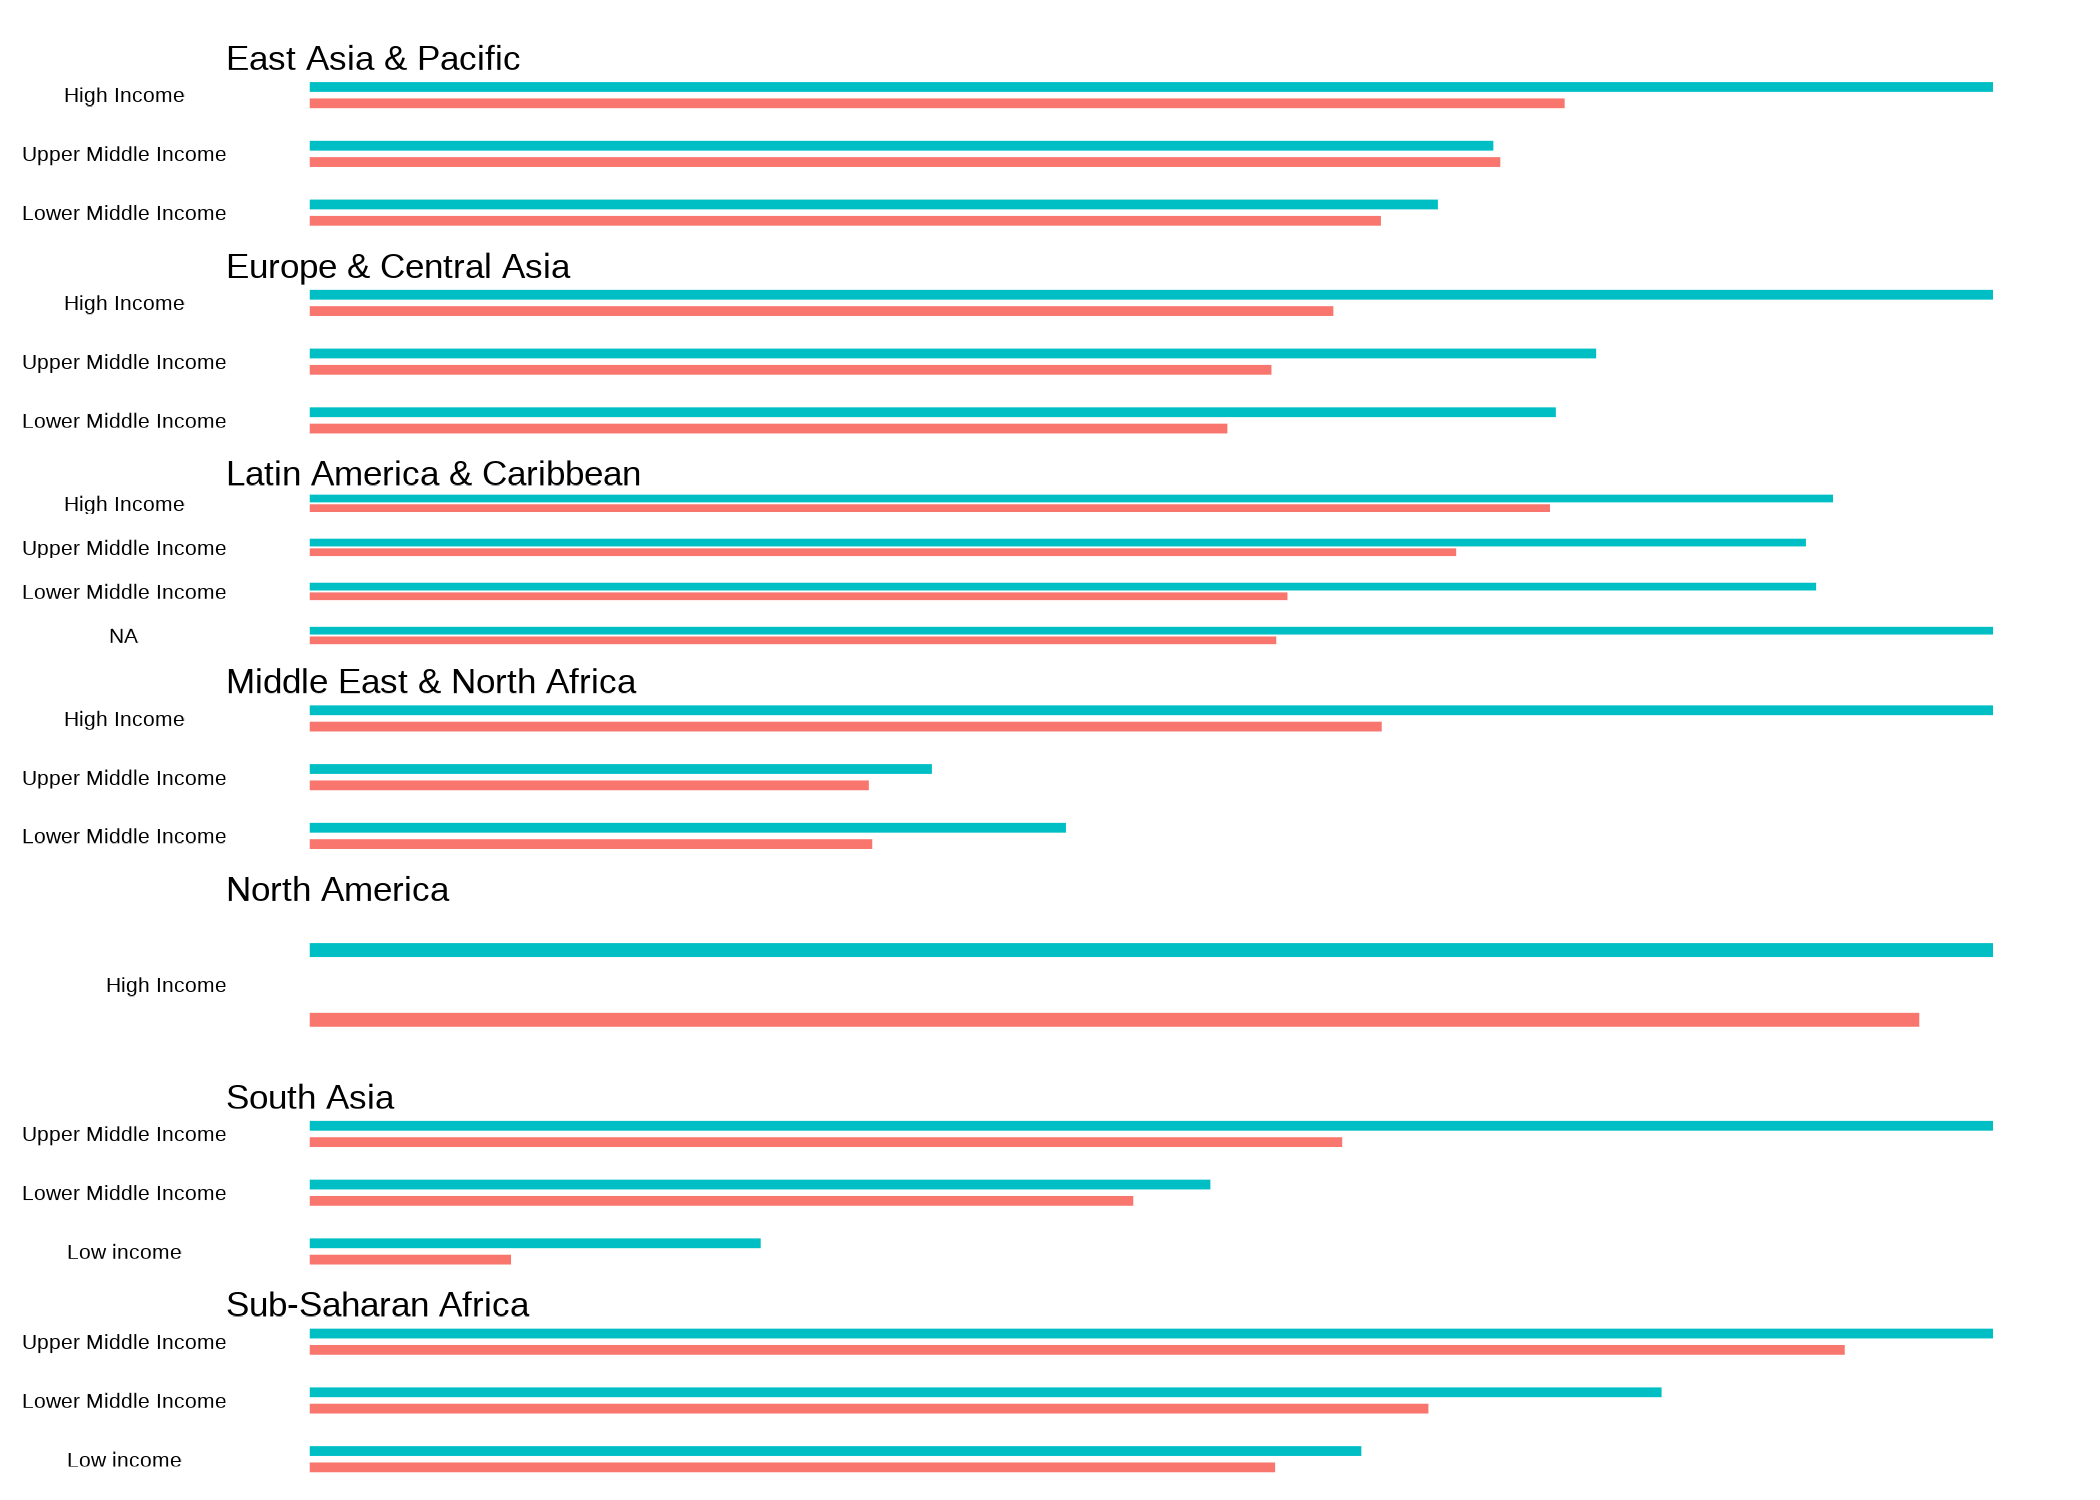 East Asia & Pacific
High Income
Upper Middle Income
Lower Middle Income
Europe & Central Asia
High Income
Upper Middle Income
Lower Middle Income
Latin America & Caribbean
High Income
Upper Middle Income
Lower Middle Income
NA
Middle East & North Africa
High Income
Upper Middle Income
Lower Middle Income
North America
High Income
South Asia
Upper Middle Income
Lower Middle Income
Low income
Sub-Saharan Africa
Upper Middle Income
Lower Middle Income
Low income